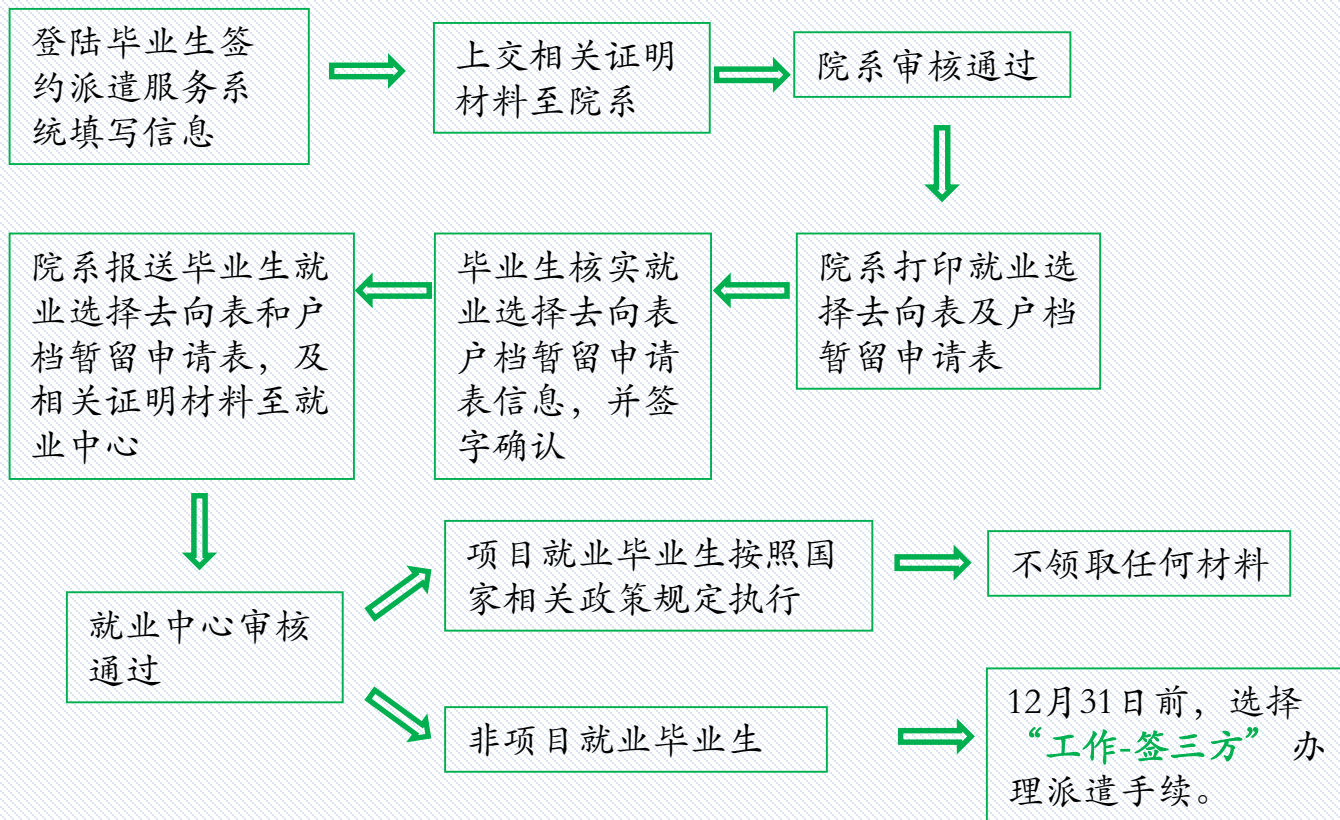 登陆毕业生签
约派遣服务系
统填写信息
上交相关证明
材料至院系
院系审核通过
院系打印就业选
择去向表及户档
暂留申请表
毕业生核实就
业选择去向表
户档暂留申请
表信息，并签
字确认
院系报送毕业生就
业选择去向表和户
档暂留申请表，及
相关证明材料至就
业中心
就业中心审核
通过
项目就业毕业生按照国
家相关政策规定执行
不领取任何材料
非项目就业毕业生
12月31日前，选择
“工作-签三方” 办
理派遣手续。